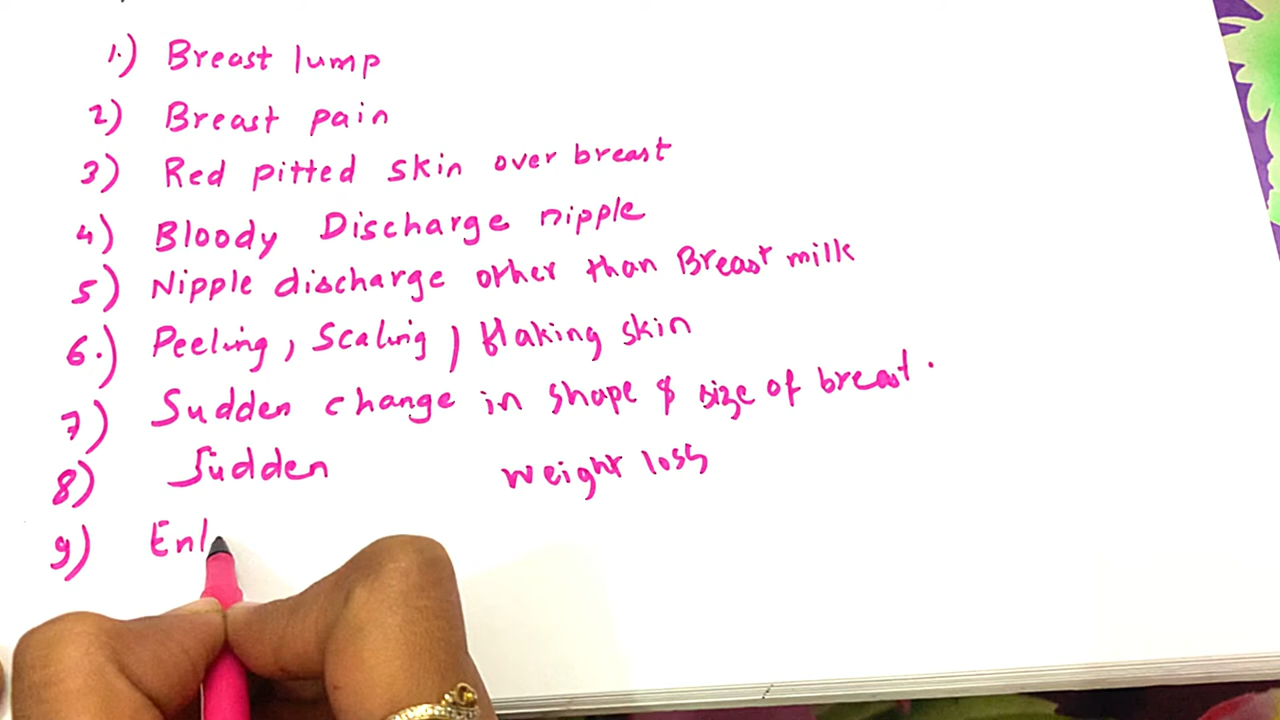 1.) Breast lump
2) Breast pain
3) Red pitted skin over breast
4) Bloody Discharge nipple
5) Nipple discharge other than Breast milk
6.) Peeling, Scaling, flaking skin
7) Sudden change in shape & size of breast.
8) Sudden weight loss
9) Enl